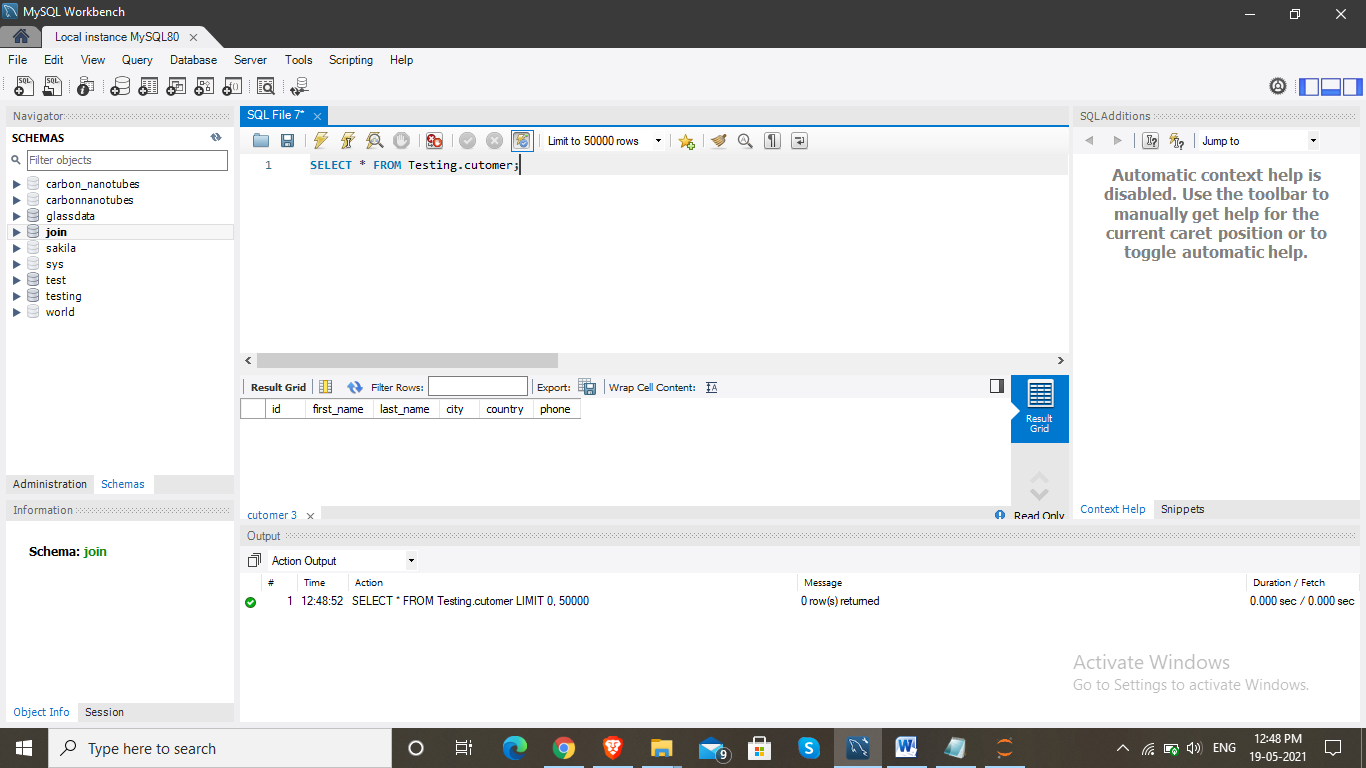 MySQL Workbench
Local instance MySQL80
File Edit View Query Database Server Tools Scripting Help
Navigator
SCHEMAS
Filter objects
carbon_nanotubes
carbonnanotubes
glassdata
join
sakila
sys
test
testing
world
Administration Schemas
Information
Schema: join
Object Info Session
SQL File 7*
Limit to 50000 rows
1 SELECT * FROM Testing.cutomer;
Result Grid Filter Rows: Export: Wrap Cell Content:
id first_name last_name city country phone
Result
Grid
cutomer 3
Read Only
SQLAdditions
Jump to
Automatic context help is
disabled. Use the toolbar to
manually get help for the
current caret position or to
toggle automatic help.
Context Help Snippets
Output
Action Output
# Time Action Message Duration / Fetch
1 12:48:52 SELECT * FROM Testing.cutomer LIMIT 0, 50000 0 row(s) returned 0.000 sec / 0.000 sec
Activate Windows
Go to Settings to activate Windows.
Type here to search
9
ENG
12:48 PM
19-05-2021